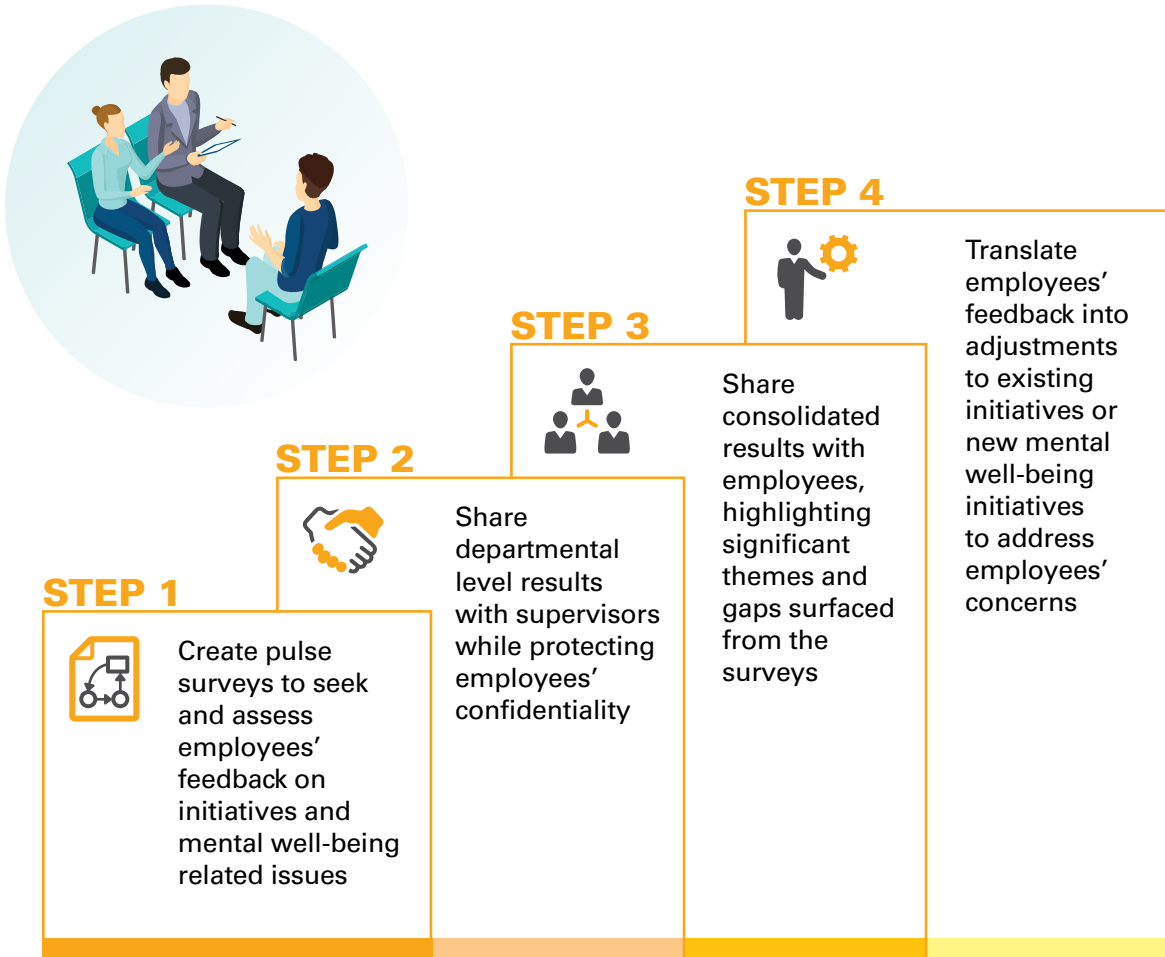 STEP 1
Create pulse
surveys to seek
and assess
employees’
feedback on
initiatives and
mental well-being
related issues
STEP 2
Share
departmental
level results
with supervisors
while protecting
employees’
confidentiality
STEP 3
Share
consolidated
results with
employees,
highlighting
significant
themes and
gaps surfaced
from the
surveys
STEP 4
Translate
employees’
feedback into
adjustments
to existing
initiatives or
new mental
well-being
initiatives
to address
employees’
concerns